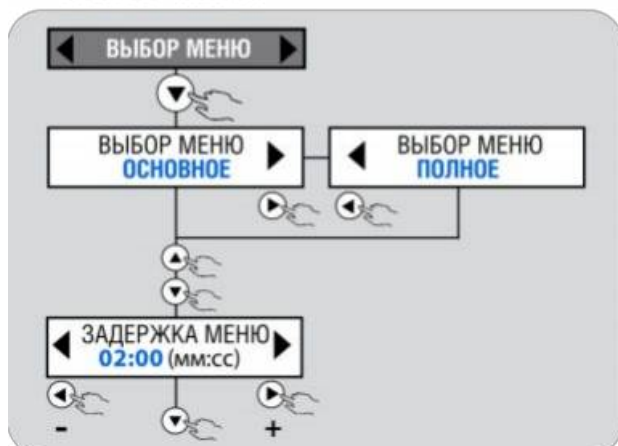 ВЫБОР МЕНЮ
ВЫБОР МЕНЮ
ОСНОВНОЕ
ВЫБОР МЕНЮ
ПОЛНОЕ
ЗАДЕРЖКА МЕНЮ
02:00 (мм:сс)
- +